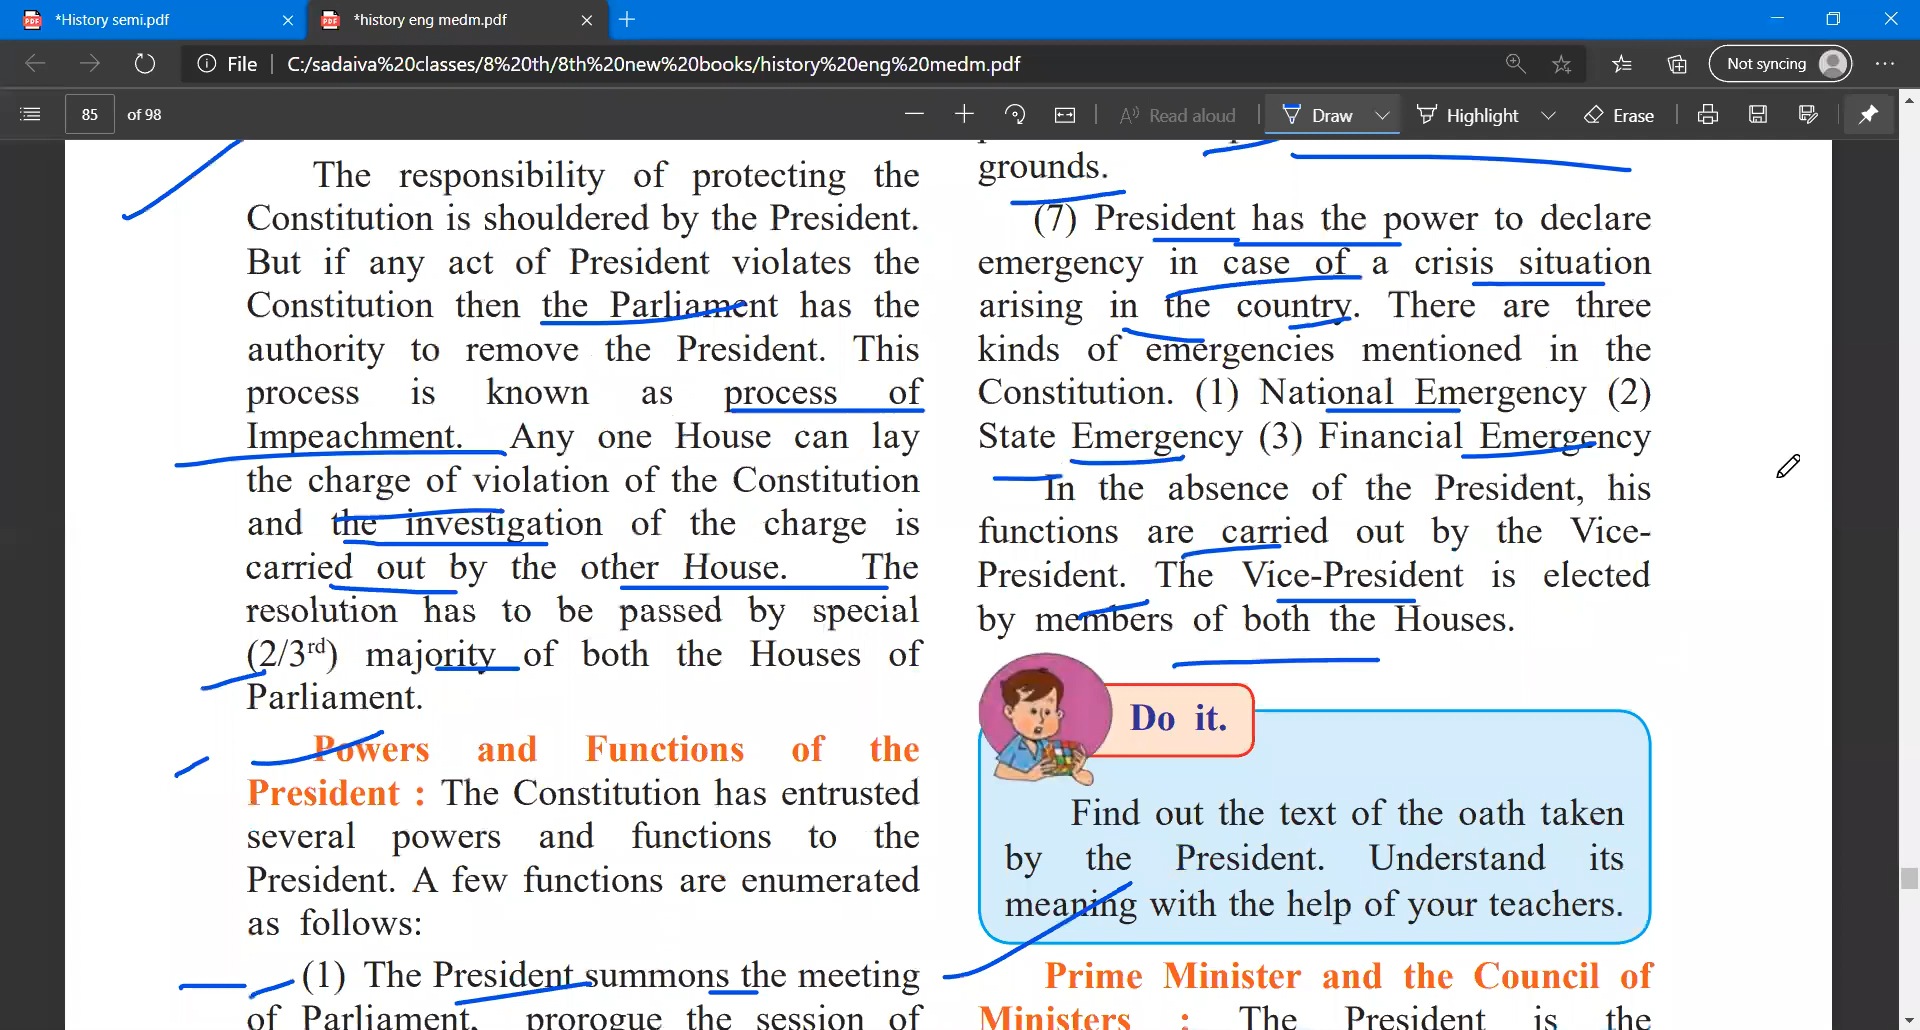 *History semi.pdf
*history eng medm.pdf
File
C:/sadaiva%20classes/8%20th/8th%20new%20books/history%20eng%20medm.pdf
Not syncing
85 of 98
Read aloud
Draw
Highlight
Erase
The responsibility of protecting the
Constitution is shouldered by the President.
But if any act of President violates the
Constitution then the Parliament has the
authority to remove the President. This
process is known as process of
Impeachment. Any one House can lay
the charge of violation of the Constitution
and the investigation of the charge is
carried out by the other House. The
resolution has to be passed by special
(2/3rd) majority of both the Houses of
Parliament.
Powers and Functions of the
President : The Constitution has entrusted
several powers and functions to the
President. A few functions are enumerated
as follows:
(1) The President summons the meeting
of Parliament, prorogue the session of
grounds.
(7) President has the power to declare
emergency in case of a crisis situation
arising in the country. There are three
kinds of emergencies mentioned in the
Constitution. (1) National Emergency (2)
State Emergency (3) Financial Emergency
In the absence of the President, his
functions are carried out by the Vice-
President. The Vice-President is elected
by members of both the Houses.
Do it.
Find out the text of the oath taken
by the President. Understand its
meaning with the help of your teachers.
Prime Minister and the Council of
Ministers : The President is the